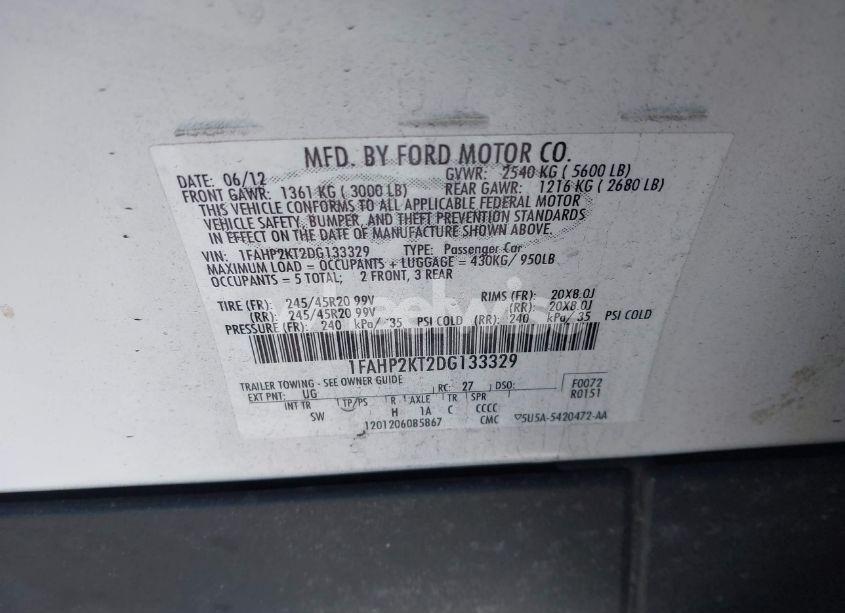 MFD. BY FORD MOTOR CO.
DATE: 06/12 GVWR: 2540 KG ( 5600 LB)
FRONT GAWR: 1361 KG ( 3000 LB) REAR GAWR: 1216 KG ( 2680 LB)
THIS VEHICLE CONFORMS TO ALL APPLICABLE FEDERAL MOTOR
VEHICLE SAFETY, BUMPER, AND THEFT PREVENTION STANDARDS
IN EFFECT ON THE DATE OF MANUFACTURE SHOWN ABOVE.
VIN: 1FAHP2KT2DG133329 TYPE: Passenger Car
MAXIMUM LOAD = OCCUPANTS + LUGGAGE = 430KG/ 950LB
OCCUPANTS = 5 TOTAL; 2 FRONT, 3 REAR
TIRE (FR): 245/45R20 99V RIMS (FR): 20X8.0J
(RR): 245/45R20 99V (RR): 20X8.0J
PRESSURE (FR): 240 kPa/ 35 PSI COLD (RR): 240 kPa/ 35 PSI COLD
1FAHP2KT2DG133329
TRAILER TOWING - SEE OWNER GUIDE
EXT PNT: UG RC: 27 DSO: F0072
R0151
INT TR TP/PS R AXLE TR SPR
SW H 1A C CCCC
1201206085867 CMC 5U5A-5420472-AA